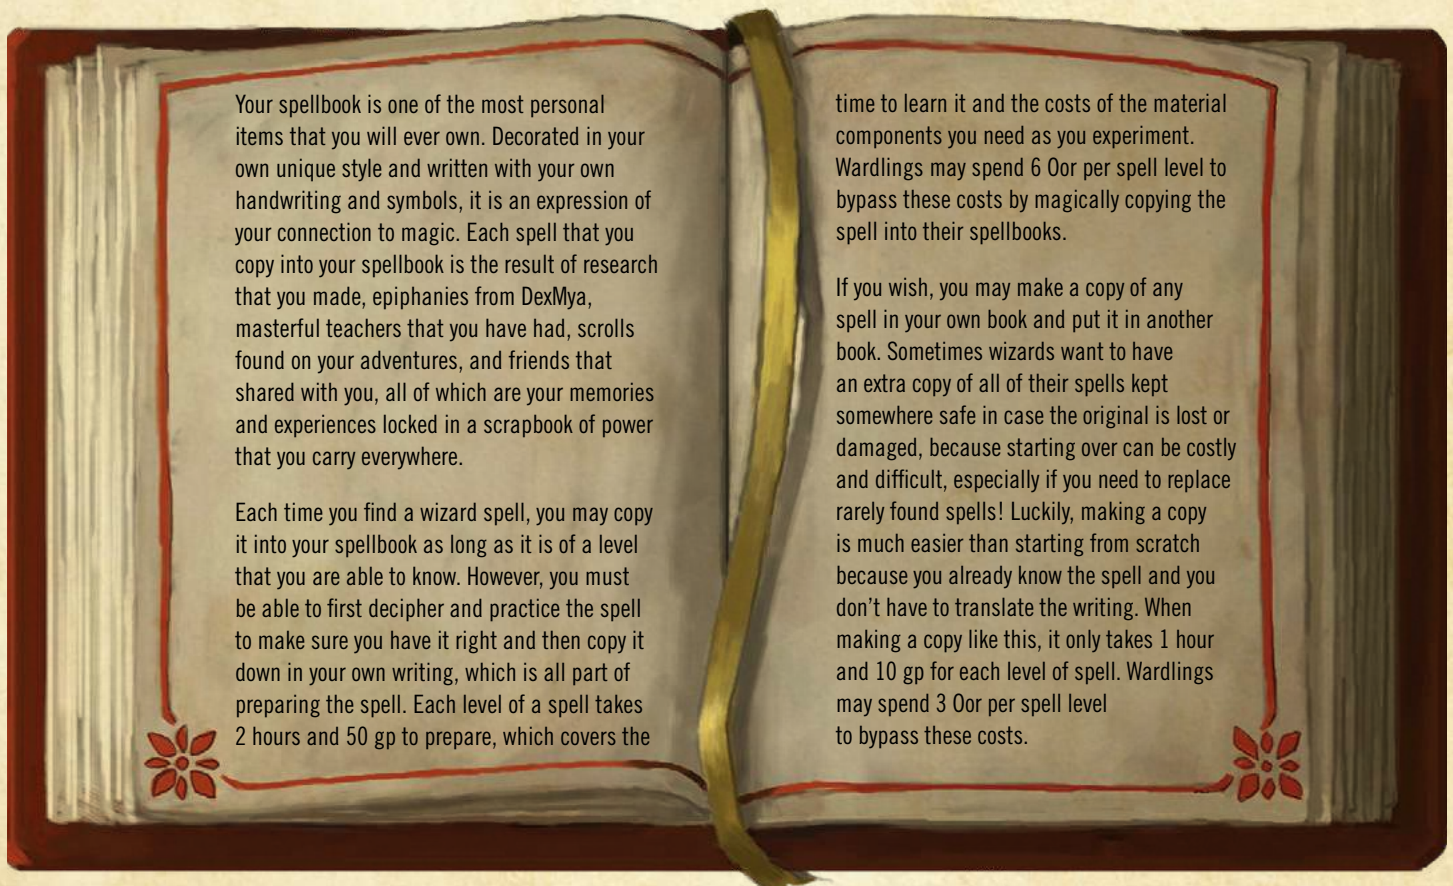 Your spellbook is one of the most personal
items that you will ever own. Decorated in your
own unique style and written with your own
handwriting and symbols, it is an expression of
your connection to magic. Each spell that you
copy into your spellbook is the result of research
that you made, epiphanies from DexMya,
masterful teachers that you have had, scrolls
found on your adventures, and friends that
shared with you, all of which are your memories
and experiences locked in a scrapbook of power
that you carry everywhere.
Each time you find a wizard spell, you may copy
it into your spellbook as long as it is of a level
that you are able to know. However, you must
be able to first decipher and practice the spell
to make sure you have it right and then copy it
down in your own writing, which is all part of
preparing the spell. Each level of a spell takes
2 hours and 50 gp to prepare, which covers the
time to learn it and the costs of the material
components you need as you experiment.
Wardlings may spend 6 Oor per spell level to
bypass these costs by magically copying the
spell into their spellbooks.
If you wish, you may make a copy of any
spell in your own book and put it in another
book. Sometimes wizards want to have
an extra copy of all of their spells kept
somewhere safe in case the original is lost or
damaged, because starting over can be costly
and difficult, especially if you need to replace
rarely found spells! Luckily, making a copy
is much easier than starting from scratch
because you already know the spell and you
don't have to translate the writing. When
making a copy like this, it only takes 1 hour
and 10 gp for each level of spell. Wardlings
may spend 3 Oor per spell level
to bypass these costs.